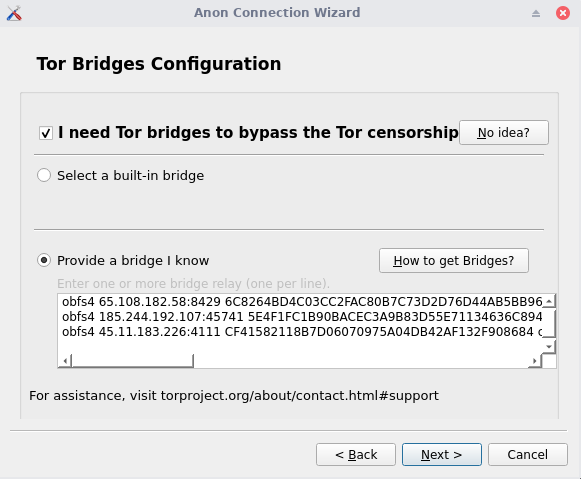 Anon Connection Wizard
Tor Bridges Configuration
I need Tor bridges to bypass the Tor censorship
No idea?
Select a built-in bridge
Provide a bridge I know
How to get Bridges?
Enter one or more bridge relay (one per line).
obfs4 65.108.182.58:8429 6C8264BD4C03CC2FAC80B7C73D2D76D44AB5BB96
obfs4 185.244.192.107:45741 5E4F1FC1B90BACEC3A9B83D55E71134636C894
obfs4 45.11.183.226:4111 CF41582118B7D06070975A04DB42AF132F908684
For assistance, visit torproject.org/about/contact.html#support
< Back
Next >
Cancel